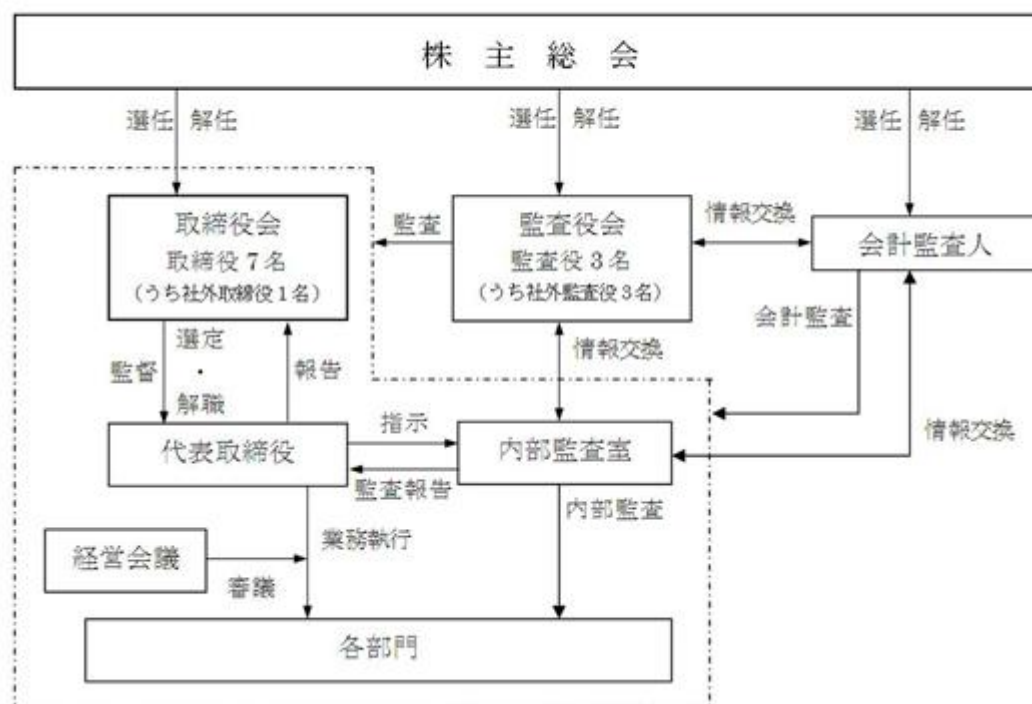 株主総会
選任 解任
選任 解任
選任 解任
取締役会
取締役7名
(うち社外取締役1名)
監査
監査役会
監査役3名
(うち社外監査役3名)
情報交換
会計監査人
会計監査
選定
・
解職
監督
報告
情報交換
情報交換
代表取締役
指示
監査報告
内部監査室
内部監査
業務執行
経営会議
審議
各部門